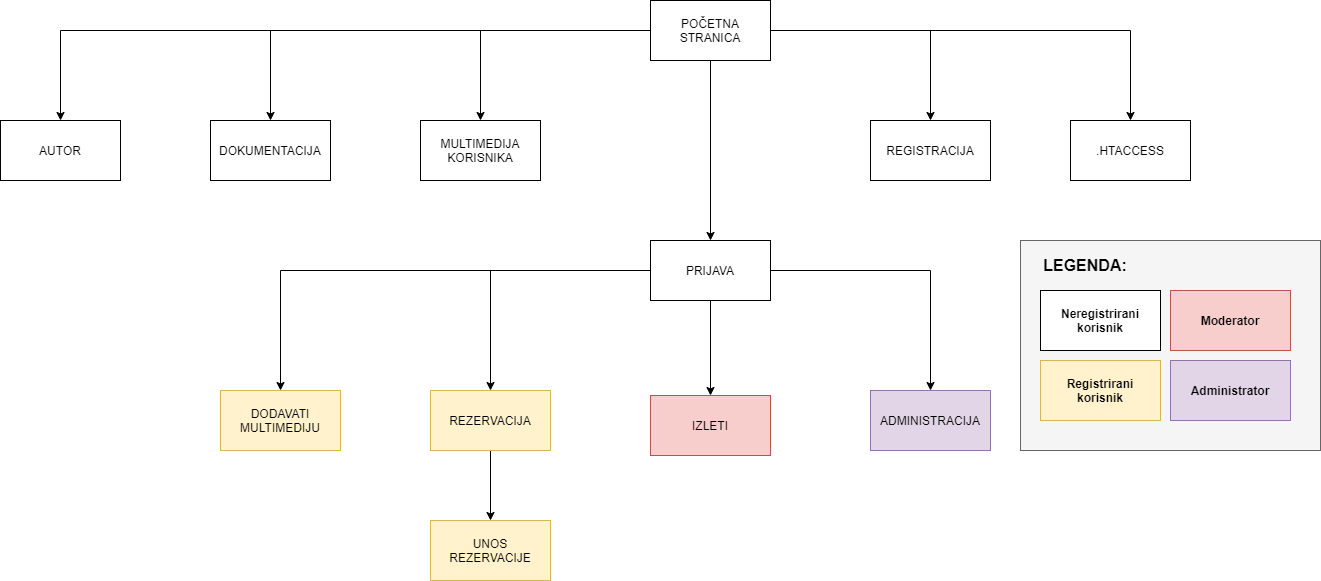 POČETNA
STRANICA
AUTOR
DOKUMENTACIJA
MULTIMEDIJA
KORISNIKA
REGISTRACIJA
.HTACCESS
PRIJAVA
LEGENDA:
Neregistrirani
korisnik
Moderator
Registrirani
korisnik
Administrator
DODAVATI
MULTIMEDIJU
REZERVACIJA
IZLETI
ADMINISTRACIJA
UNOS
REZERVACIJE